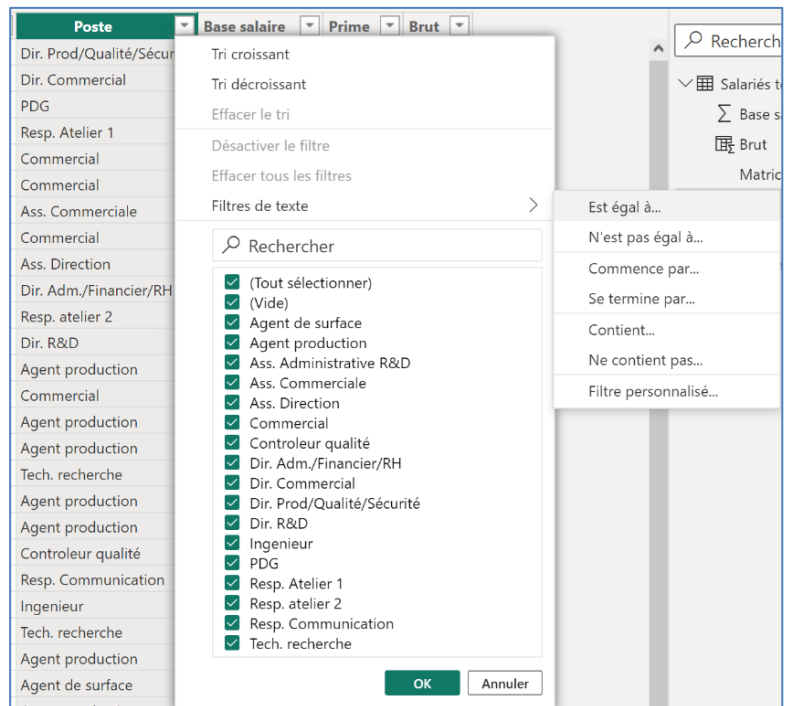 Poste
Base salaire
Prime
Brut
Dir. Prod/Qualité/Sécur
Dir. Commercial
PDG
Resp. Atelier 1
Commercial
Commercial
Ass. Commerciale
Commercial
Ass. Direction
Dir. Adm./Financier/RH
Resp. atelier 2
Dir. R&D
Agent production
Commercial
Agent production
Agent production
Tech. recherche
Agent production
Agent production
Controleur qualité
Resp. Communication
Ingenieur
Tech. recherche
Agent production
Agent de surface
Tri croissant
Tri décroissant
Effacer le tri
Désactiver le filtre
Effacer tous les filtres
Filtres de texte
Rechercher
(Tout sélectionner)
(Vide)
Agent de surface
Agent production
Ass. Administrative R&D
Ass. Commerciale
Ass. Direction
Commercial
Controleur qualité
Dir. Adm./Financier/RH
Dir. Commercial
Dir. Prod/Qualité/Sécurité
Dir. R&D
Ingenieur
PDG
Resp. Atelier 1
Resp. atelier 2
Resp. Communication
Tech. recherche
OK
Annuler
Est égal à...
N'est pas égal à...
Commence par...
Se termine par...
Contient...
Ne contient pas...
Filtre personnalisé...
Recherch
Salariés t
Base s
Brut
Matric